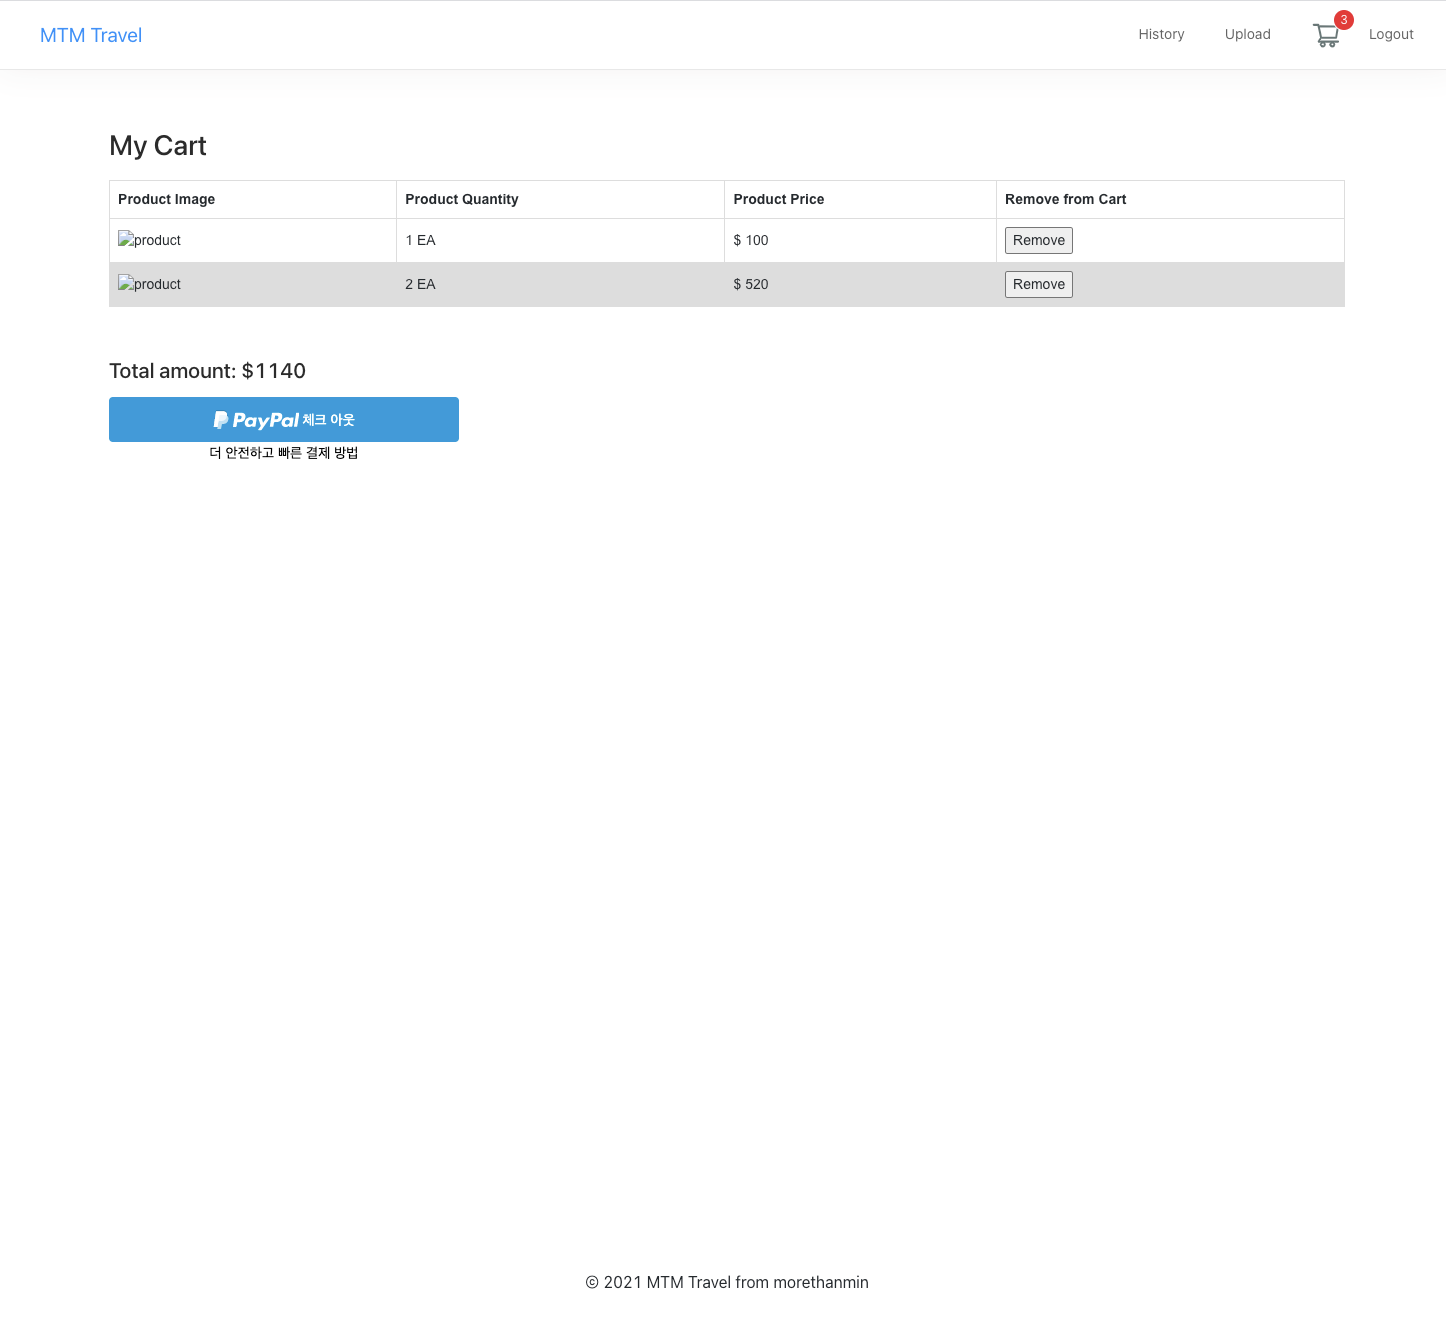 MTM Travel
History Upload 3 Logout
My Cart
Product Image Product Quantity Product Price Remove from Cart
product 1 EA $ 100 Remove
product 2 EA $ 520 Remove
Total amount: $1140
PayPal 체크 아웃
더 안전하고 빠른 결제 방법
© 2021 MTM Travel from morethanmin